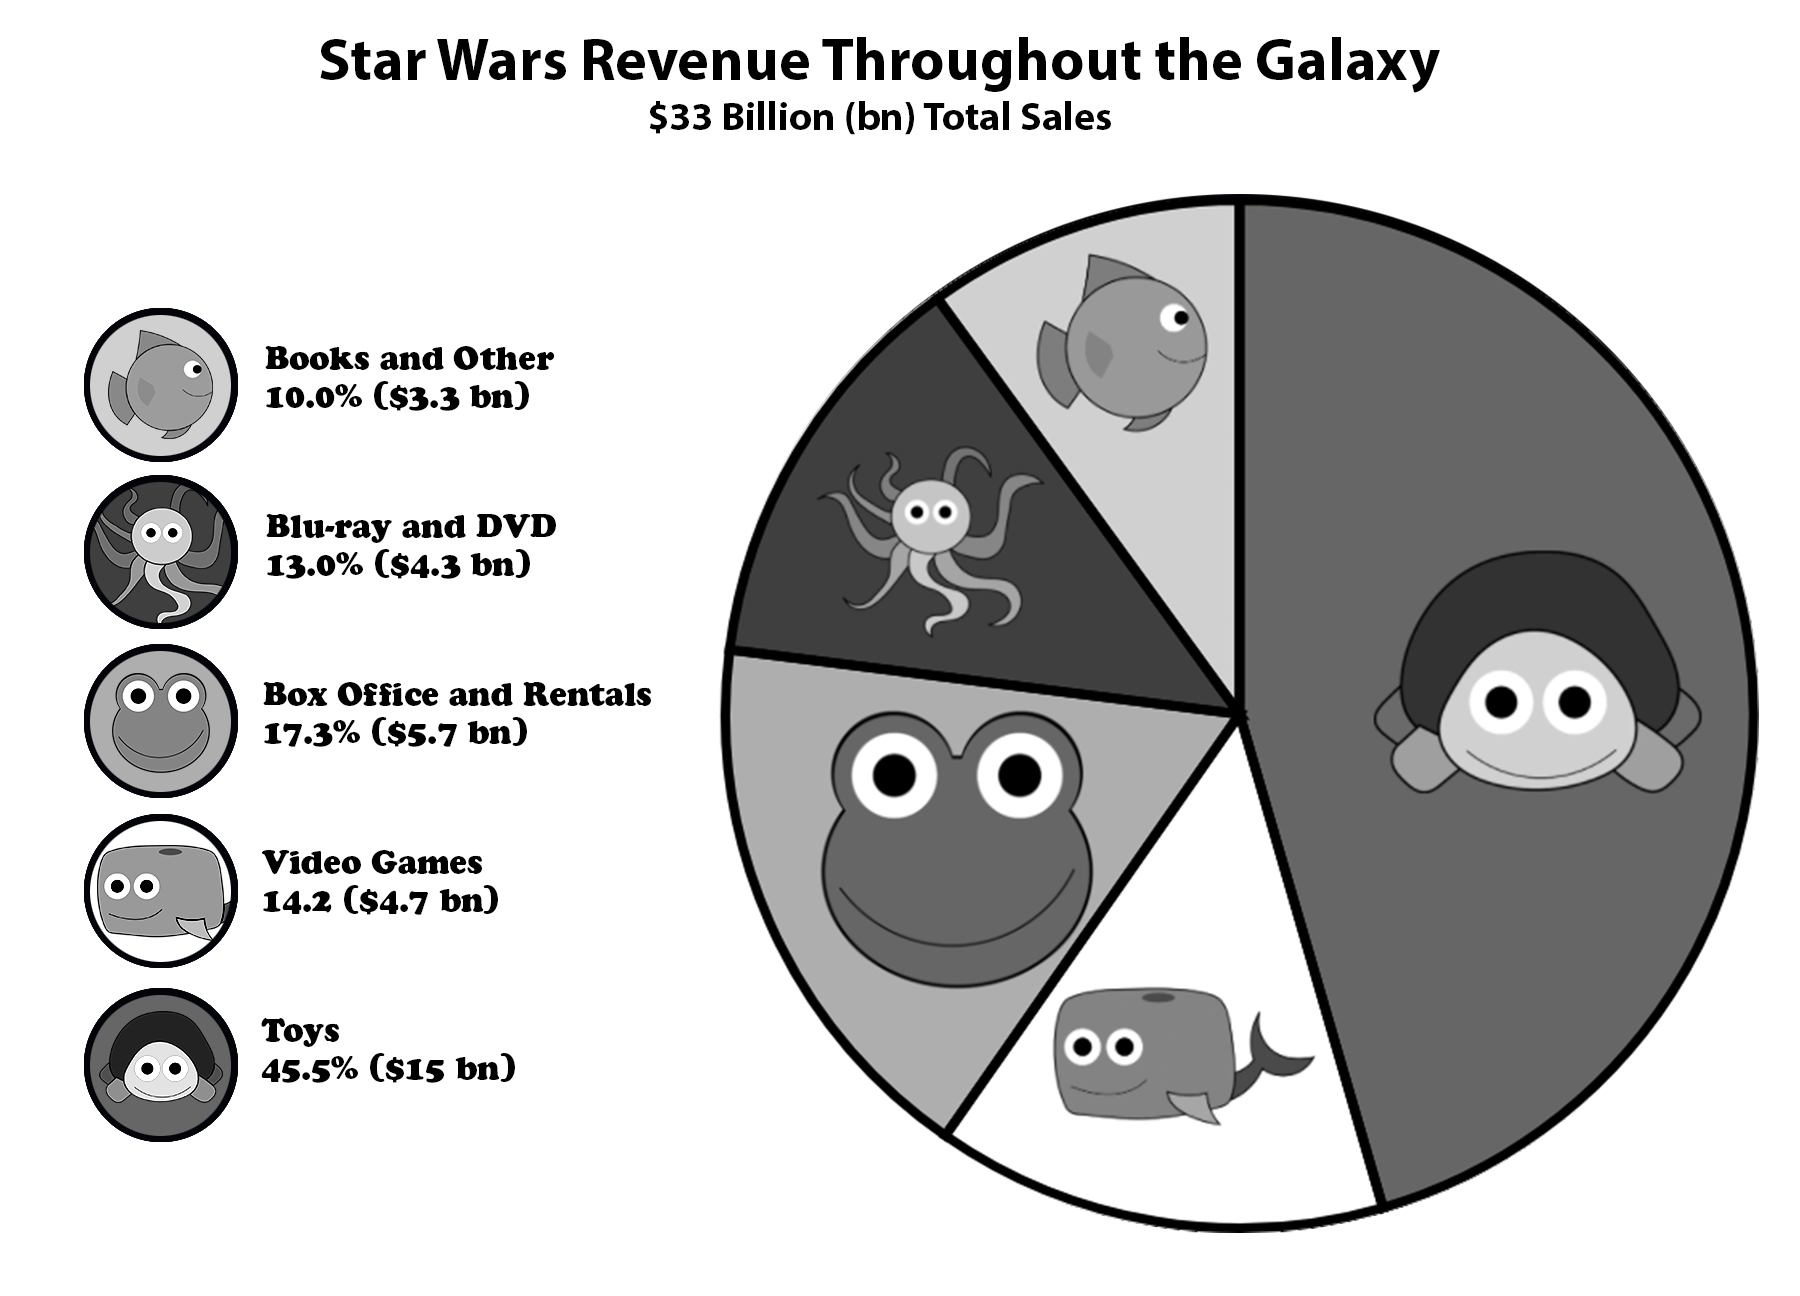 Star Wars Revenue Throughout the Galaxy
$33 Billion (bn) Total Sales
Books and Other
10.0% ($3.3 bn)
Blu-ray and DVD
13.0% ($4.3 bn)
Box Office and Rentals
17.3% ($5.7 bn)
Video Games
14.2 ($4.7 bn)
Toys
45.5% ($15 bn)